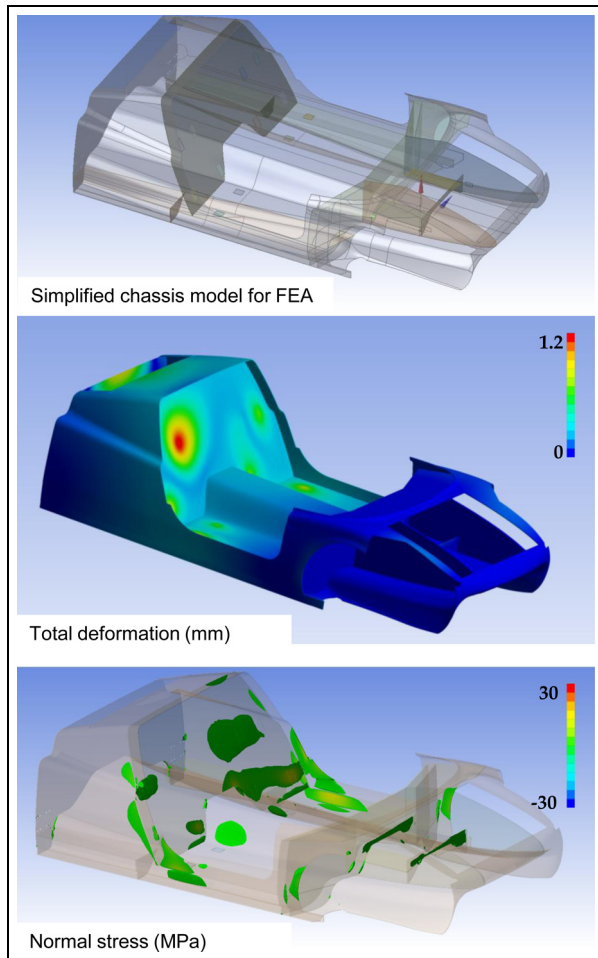 Simplified chassis model for FEA
1.2
0
Total deformation (mm)
30
-30
Normal stress (MPa)